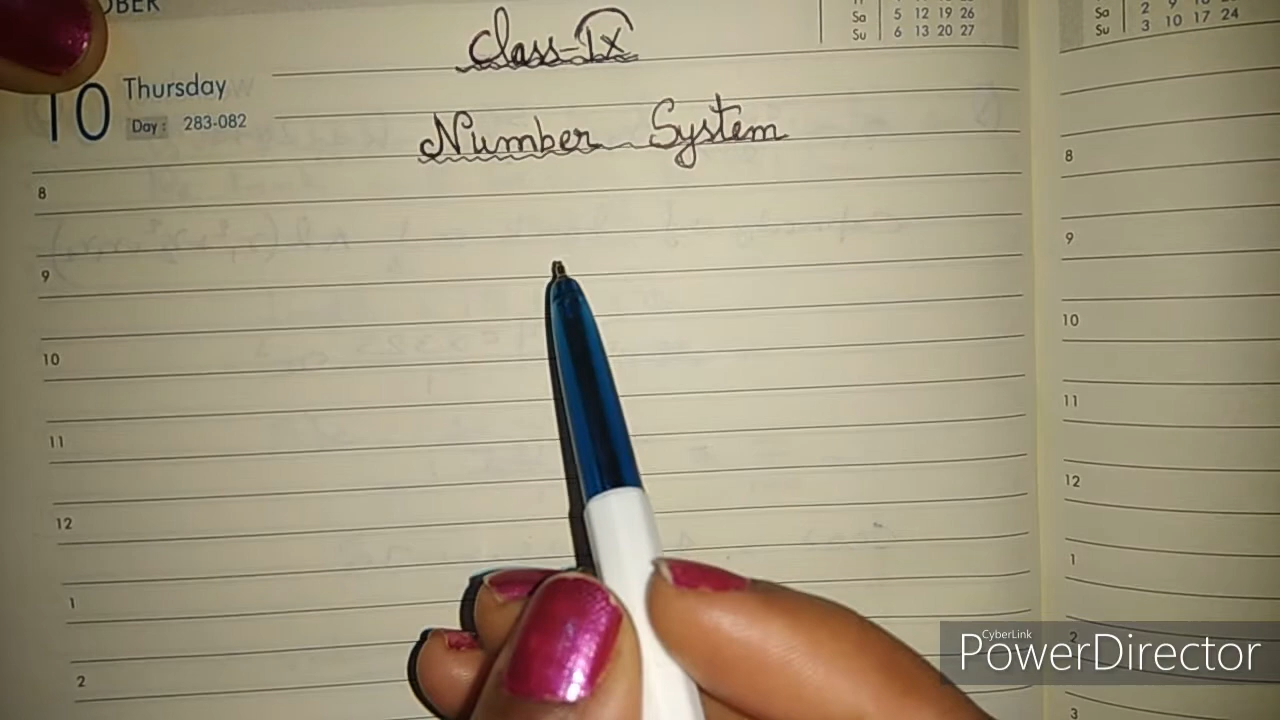 OBER
Class-IX
10 Thursday
Day: 283-082
Number System
Sa 5 12 19 26
Su 6 13 20 27
Sa 2 9
Su 3 10 17 24
8
9
10
11
12
1
2
8
9
10
11
12
1
2
3
CyberLink
PowerDirector